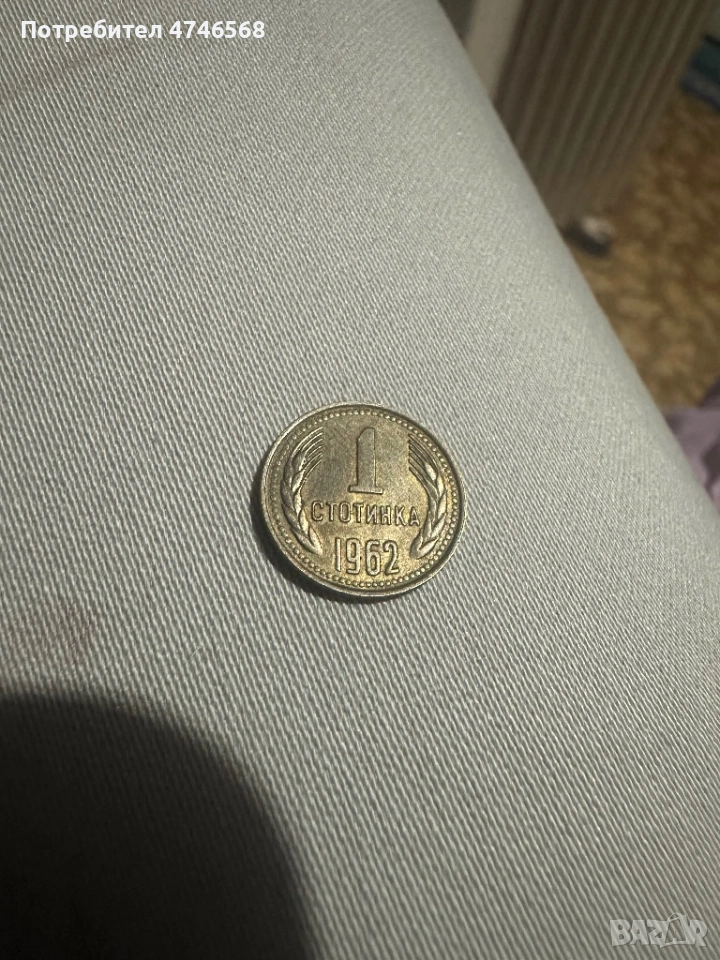 Потребител 4746568
1
СТОТИНКА
1962
BAZAR